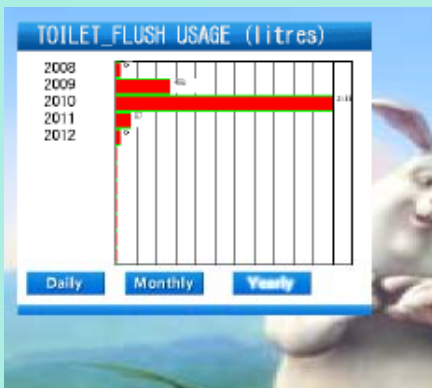 TOILET_FLUSH USAGE (litres)
2008
2009
2010
2011
2012
Daily
Monthly
Yearly